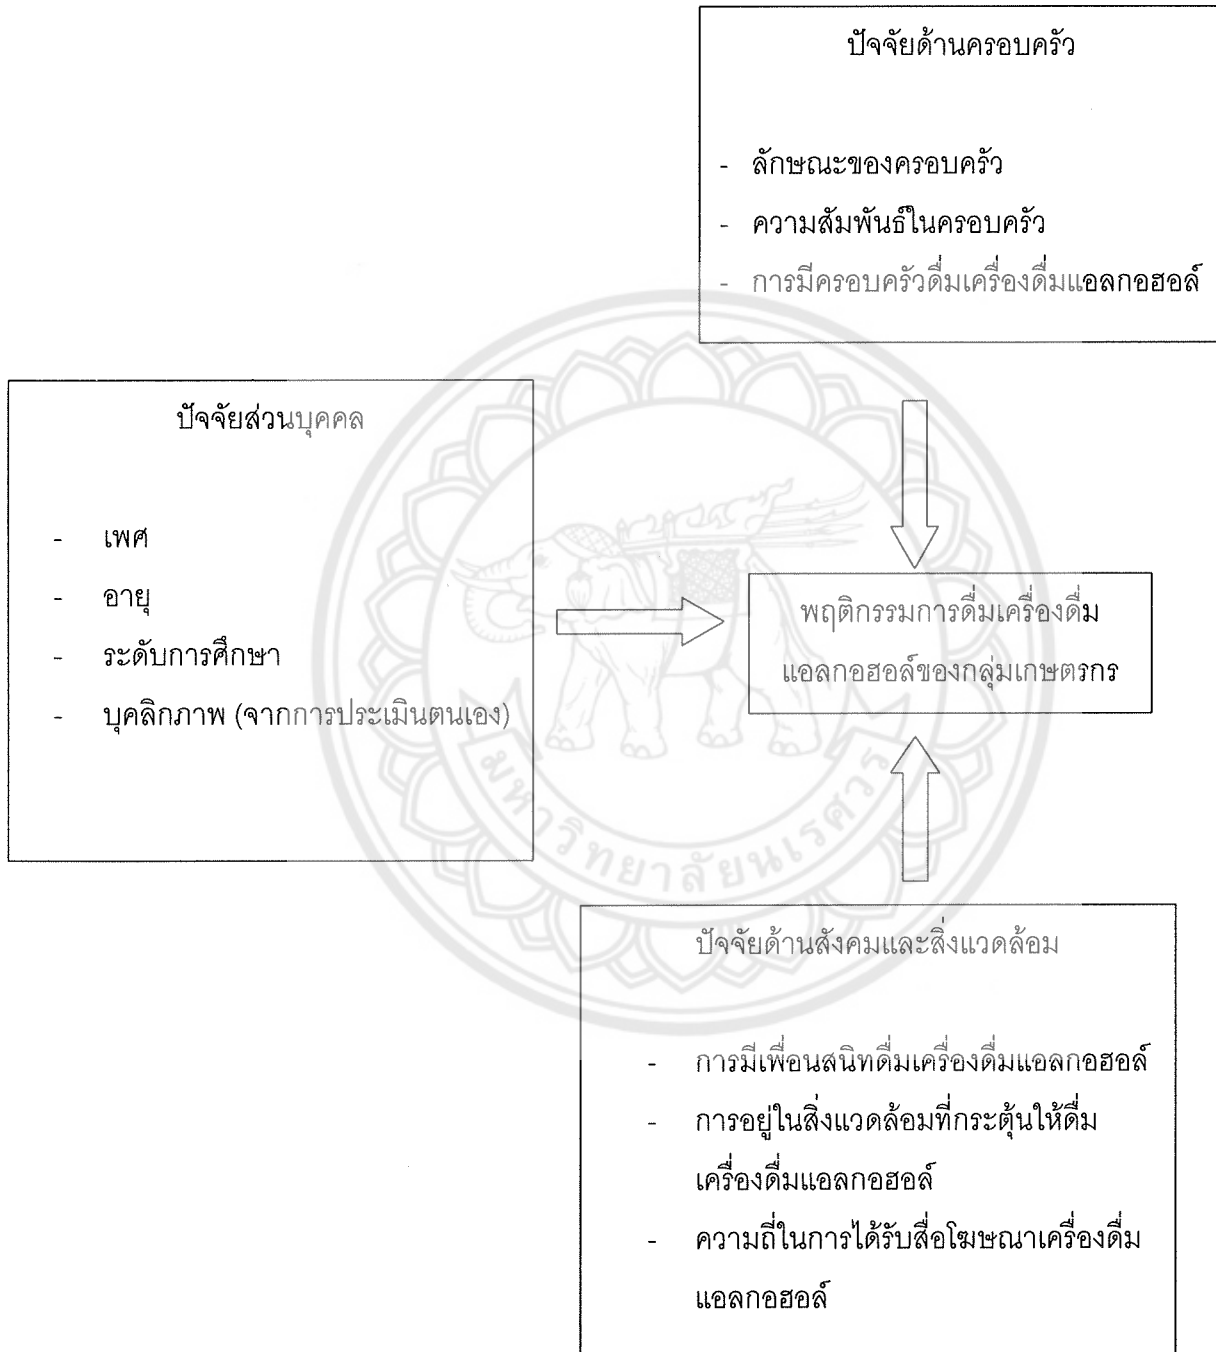 ปัจจัยด้านครอบครัว
- ลักษณะของครอบครัว
- ความสัมพันธ์ในครอบครัว
- การมีครอบครัวดื่มเครื่องดื่มแอลกอฮอล์
ปัจจัยส่วนบุคคล
- เพศ
- อายุ
- ระดับการศึกษา
- บุคลิกภาพ (จากการประเมินตนเอง)
พฤติกรรมการดื่มเครื่องดื่ม
แอลกอฮอล์ของกลุ่มเกษตรกร
มหาวิทยาลัยนเรศวร
ปัจจัยด้านสังคมและสิ่งแวดล้อม
- การมีเพื่อนสนิทดื่มเครื่องดื่มแอลกอฮอล์
- การอยู่ในสิ่งแวดล้อมที่กระตุ้นให้ดื่ม
เครื่องดื่มแอลกอฮอล์
- ความถี่ในการได้รับสื่อโฆษณาเครื่องดื่ม
แอลกอฮอล์